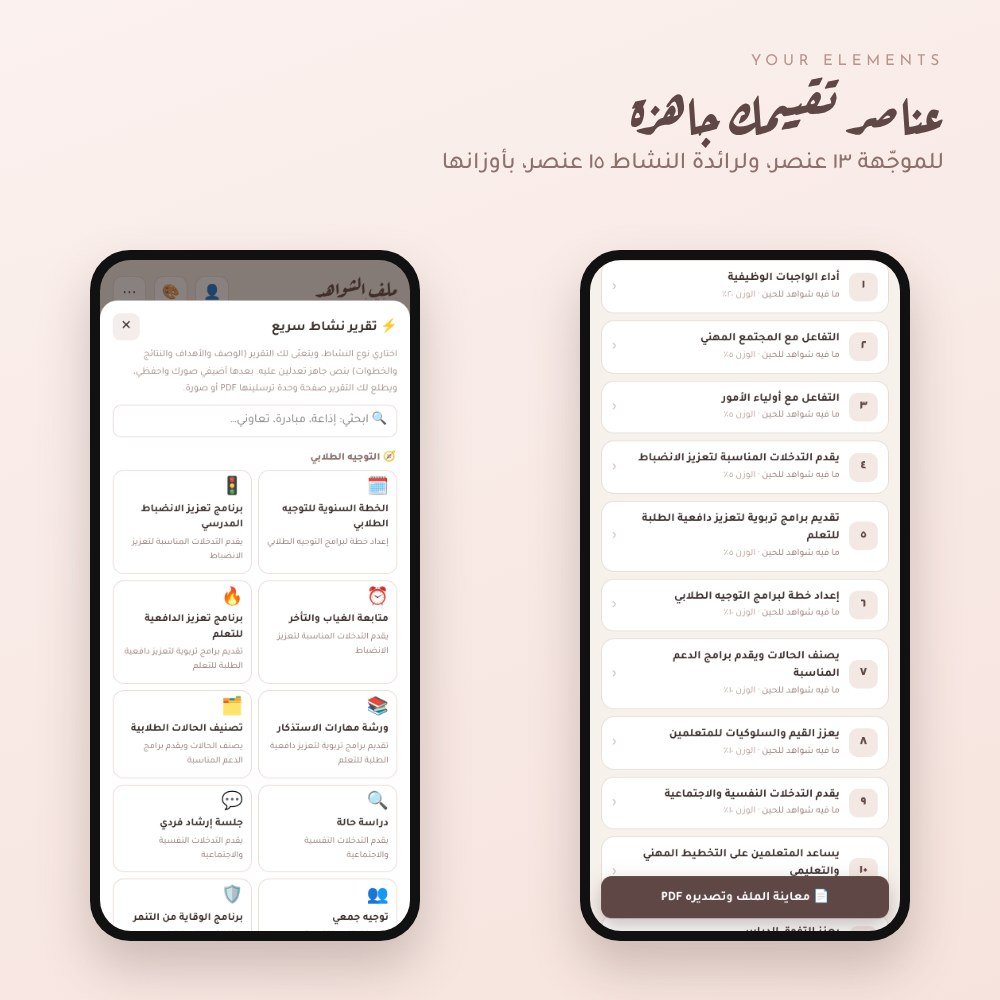 YOUR ELEMENTS
عناصر تقييمك جاهزة
للموجّهة ١٣ عنصر، ولرائدة النشاط ١٥ عنصر، بأوزانها
١
أداء الواجبات الوظيفية
ما فيه شواهد للحين · الوزن ٢٠٪
٢
التفاعل مع المجتمع المهني
ما فيه شواهد للحين · الوزن ٥٪
٣
التفاعل مع أولياء الأمور
ما فيه شواهد للحين · الوزن ٥٪
٤
يقدم التدخلات المناسبة لتعزيز الانضباط
ما فيه شواهد للحين · الوزن ٥٪
٥
تقديم برامج تربوية لتعزيز دافعية الطلبة
للتعلم
ما فيه شواهد للحين · الوزن ٥٪
٦
إعداد خطة لبرامج التوجيه الطلابي
ما فيه شواهد للحين · الوزن ١٠٪
٧
يصنف الحالات ويقدم برامج الدعم
المناسبة
ما فيه شواهد للحين · الوزن ١٠٪
٨
يعزز القيم والسلوكيات للمتعلمين
ما فيه شواهد للحين · الوزن ١٠٪
٩
يقدم التدخلات النفسية والاجتماعية
ما فيه شواهد للحين · الوزن ١٠٪
١٠
يساعد المتعلمين على التخطيط المهني
والتعليمي
معاينة الملف وتصديره PDF
ملف الشواهد
تقرير نشاط سريع
اختاري نوع النشاط، ويتعبّى لك التقرير (الوصف والأهداف والنتائج
والخطوات) بنص جاهز تعدلين عليه. بعدها أضيفي صورك واحفظي،
ويطلع لك التقرير صفحة وحدة ترسلينها PDF أو صورة.
ابحثي: إذاعة، مبادرة، تعاوني...
التوجيه الطلابي
الخطة السنوية للتوجيه
الطلابي
إعداد خطة لبرامج التوجيه الطلابي
برنامج تعزيز الانضباط
المدرسي
يقدم التدخلات المناسبة لتعزيز
الانضباط
متابعة الغياب والتأخر
يقدم التدخلات المناسبة لتعزيز
الانضباط
برنامج تعزيز الدافعية
للتعلم
تقديم برامج تربوية لتعزيز دافعية
الطلبة للتعلم
ورشة مهارات الاستذكار
تقديم برامج تربوية لتعزيز دافعية
الطلبة للتعلم
تصنيف الحالات الطلابية
يصنف الحالات ويقدم برامج
الدعم المناسبة
دراسة حالة
يقدم التدخلات النفسية
والاجتماعية
جلسة إرشاد فردي
يقدم التدخلات النفسية
والاجتماعية
توجيه جمعي
برنامج الوقاية من التنمر